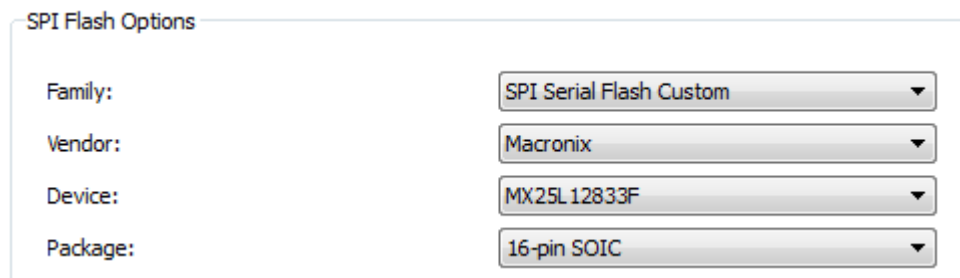 SPI Flash Options
Family: SPI Serial Flash Custom
Vendor: Macronix
Device: MX25L12833F
Package: 16-pin SOIC